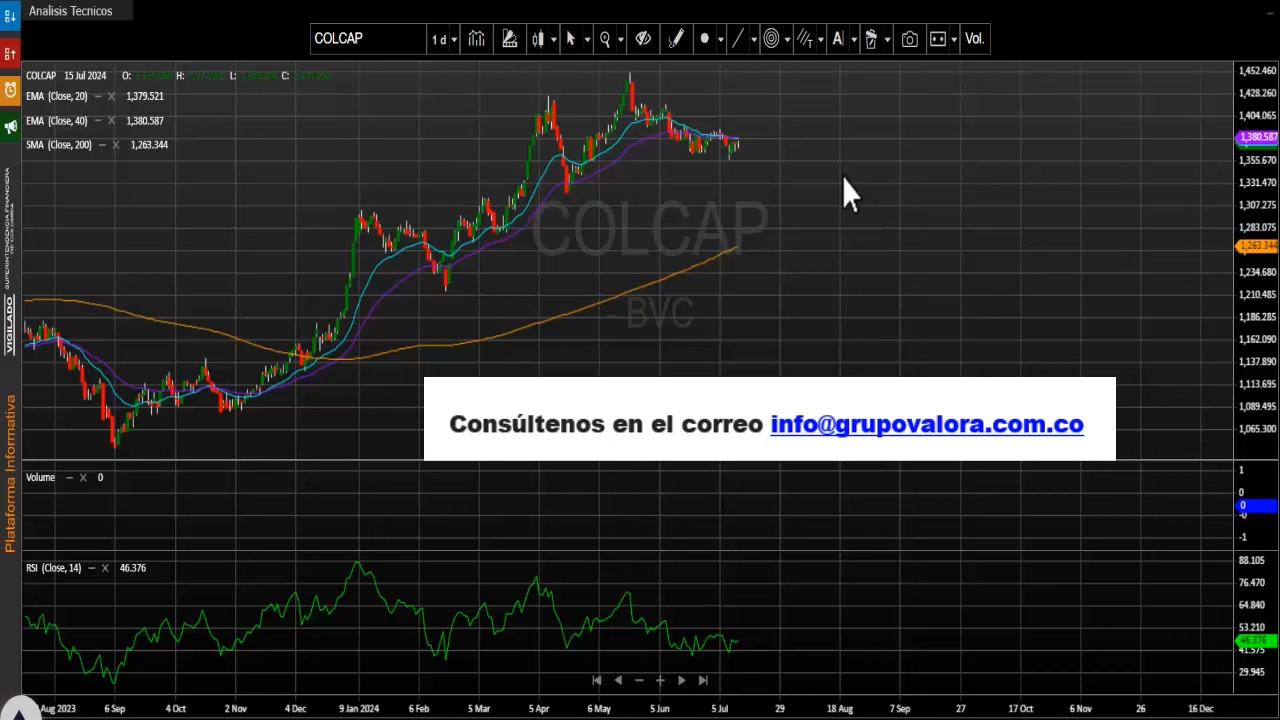 Analisis Tecnicos
COLCAP
1 d
A
Vol.
COLCAP 15 Jul 2024 O: H: L: C:
EMA (Close, 20) 1,379.521
EMA (Close, 40) 1,380.587
SMA (Close, 200) 1,263.344
COLCAP
- BVC
1,452.460
1,428.260
1,404.065
1,380.587
1,355.670
1,331.470
1,307.275
1,283.075
1,263.344
1,234.680
1,210.485
1,186.285
1,162.090
1,137.890
1,113.695
1,089.495
1,065.300
VIGILADO
SUPERINTENDENCIA FINANCIERA
DE COLOMBIA
Plataforma Informativa
Consúltenos en el correo info@grupovalora.com.co
Volume 0
1
0
0
-0
-1
RSI (Close, 14) 46.376
88.105
76.470
64.840
53.210
46.376
41.575
29.945
Aug 2023 6 Sep 4 Oct 2 Nov 4 Dec 9 Jan 2024 6 Feb 5 Mar 5 Apr 6 May 5 Jun 5 Jul 29 18 Aug 7 Sep 27 17 Oct 6 Nov 26 16 Dec